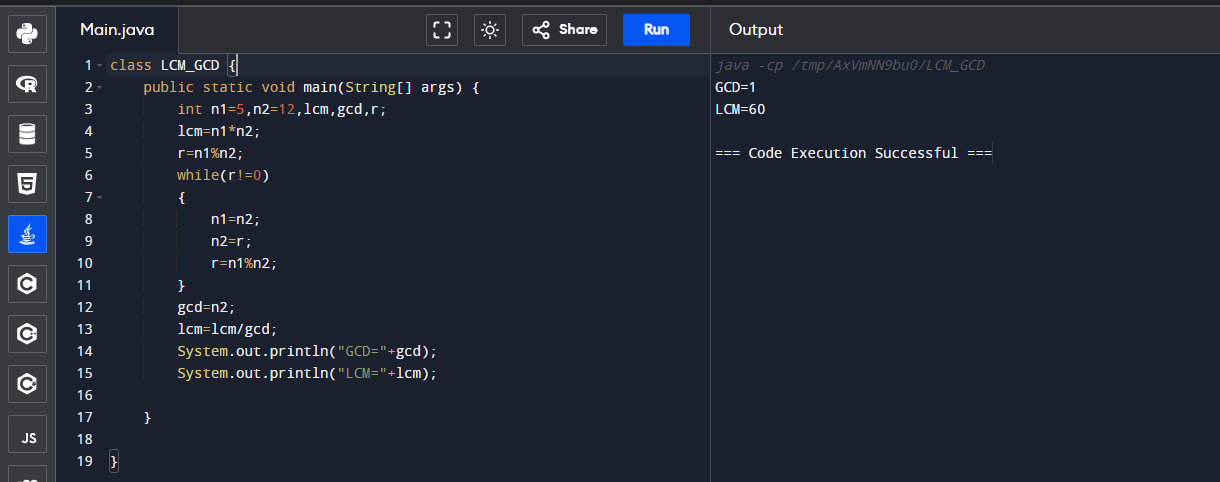 Main.java
Share
Run
Output
1 class LCM_GCD {
2 public static void main(String[] args) {
3 int n1=5,n2=12,lcm,gcd,r;
4 lcm=n1*n2;
5 r=n1%n2;
6 while(r!=0)
7 {
8 n1=n2;
9 n2=r;
10 r=n1%n2;
11 }
12 gcd=n2;
13 lcm=lcm/gcd;
14 System.out.println("GCD="+gcd);
15 System.out.println("LCM="+lcm);
16
17 }
18
19 }
java -cp /tmp/AxVmNN9bu0/LCM_GCD
GCD=1
LCM=60
=== Code Execution Successful ===
JS